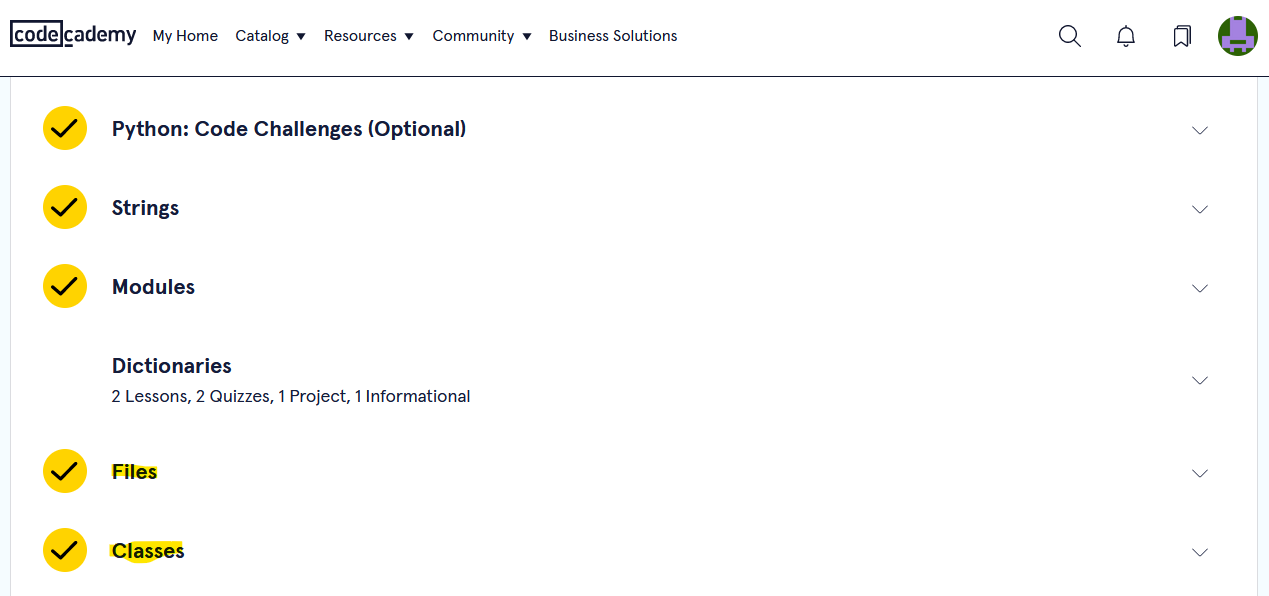 codecademy My Home Catalog Resources Community Business Solutions
Python: Code Challenges (Optional)
Strings
Modules
Dictionaries
2 Lessons, 2 Quizzes, 1 Project, 1 Informational
Files
Classes